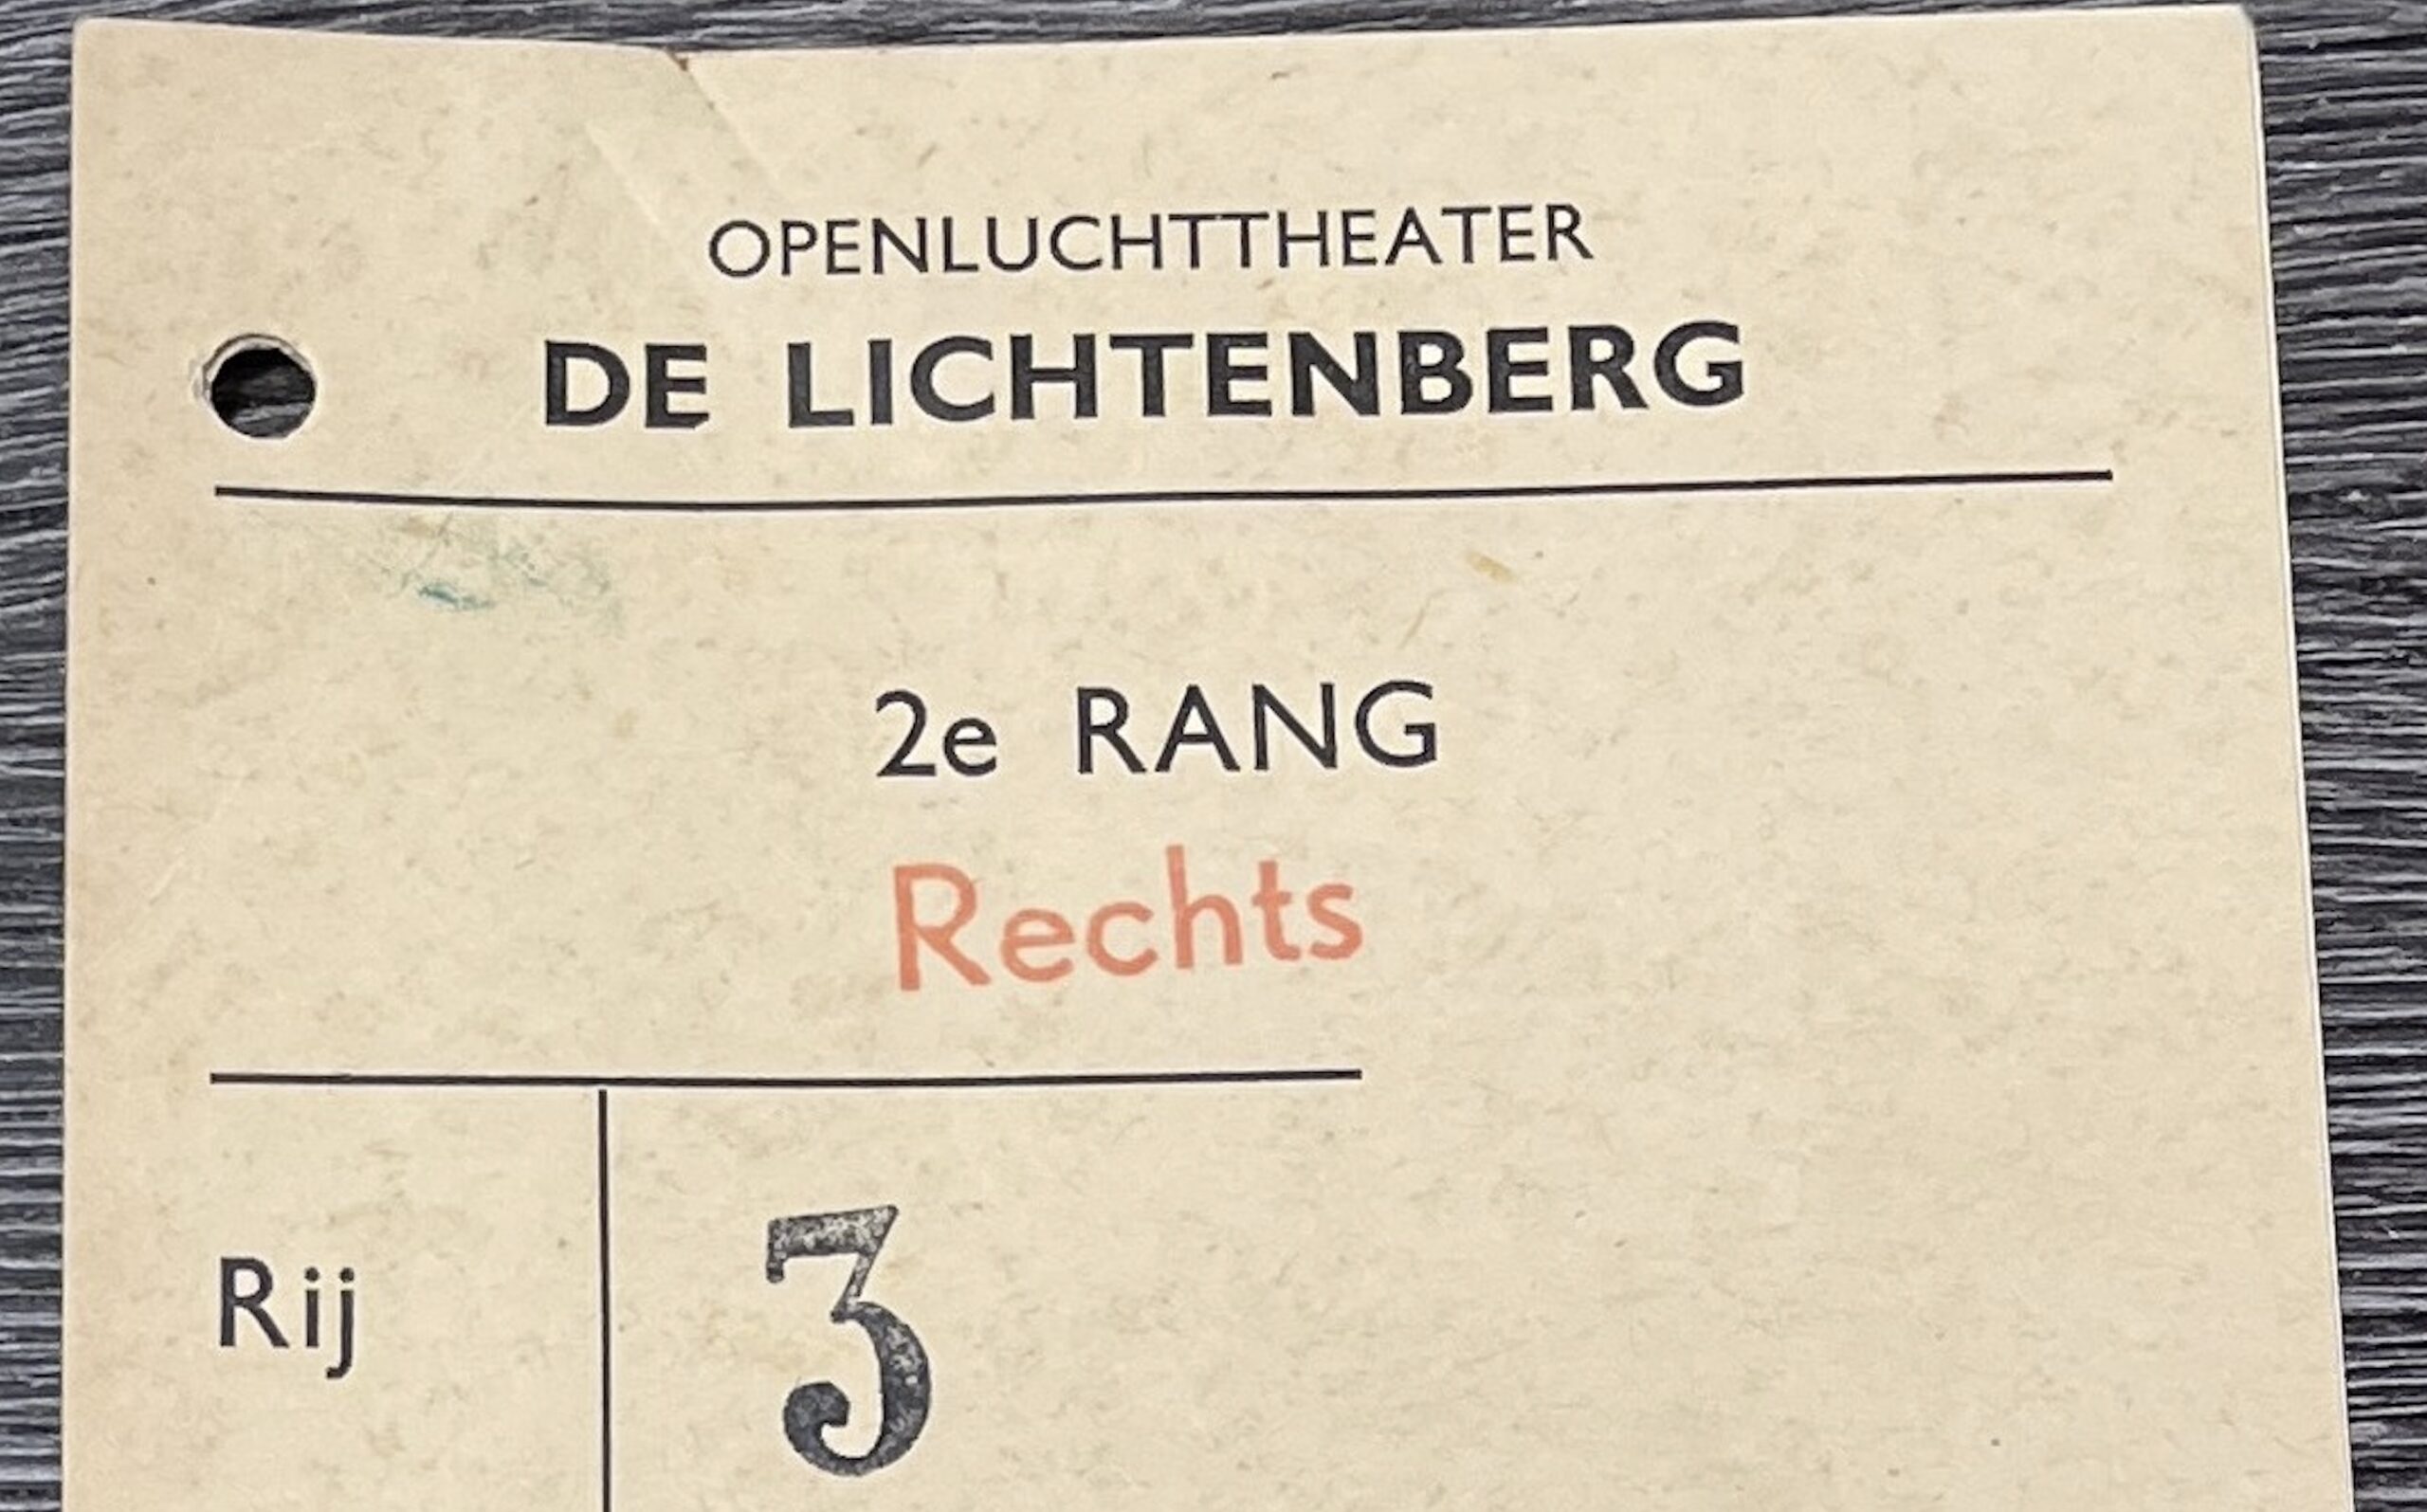 OPENLUCHTTHEATER
DE LICHTENBERG
2e RANG
Rechts
Rij 3